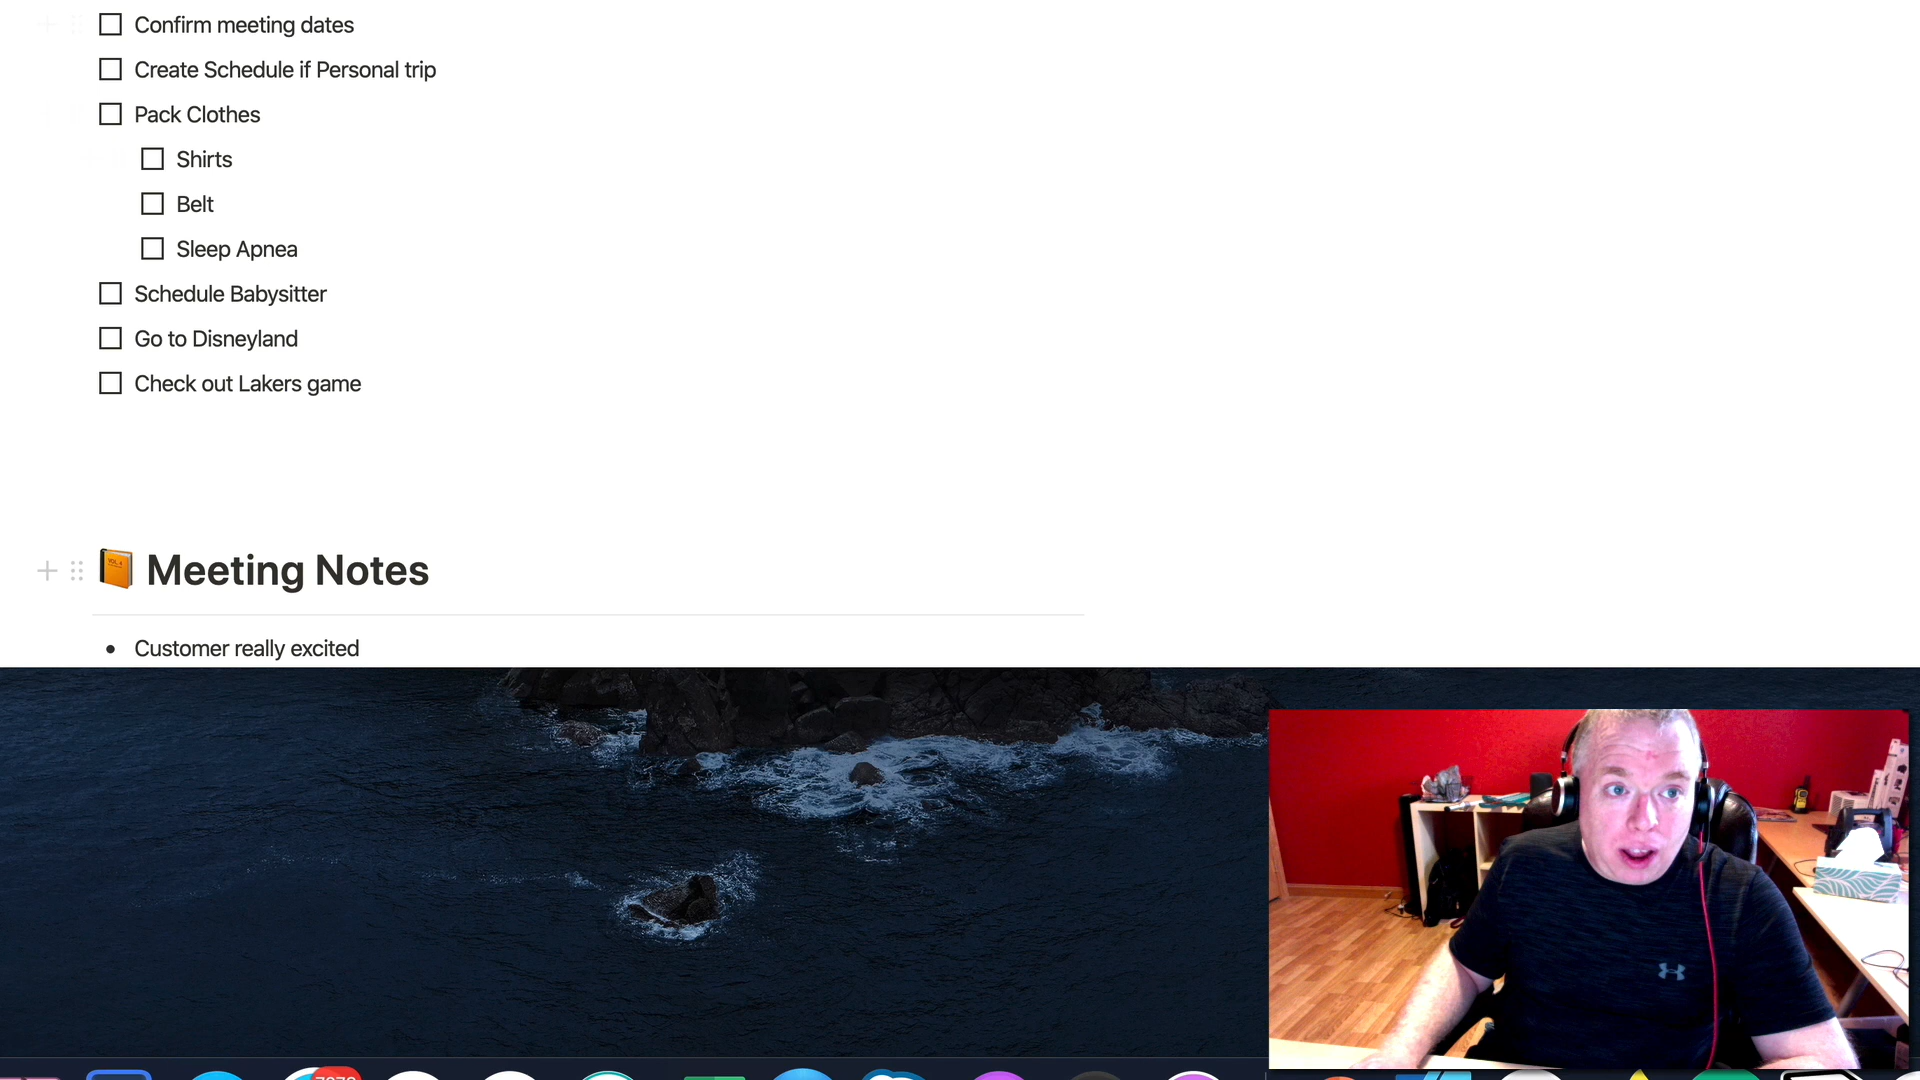 Confirm meeting dates
Create Schedule if Personal trip
Pack Clothes
Shirts
Belt
Sleep Apnea
Schedule Babysitter
Go to Disneyland
Check out Lakers game
Meeting Notes
Customer really excited